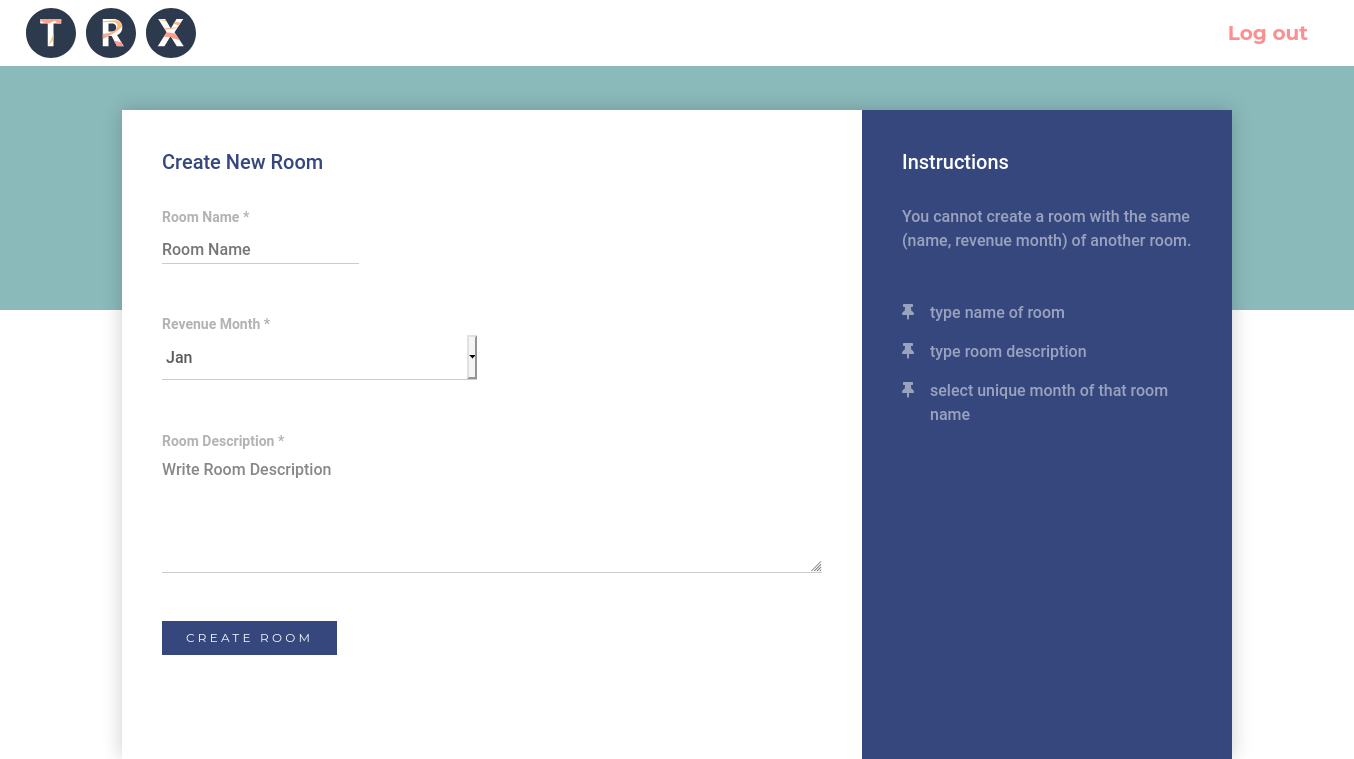 T R X
Log out
Create New Room
Room Name *
Room Name
Revenue Month *
Jan
Room Description *
Write Room Description
CREATE ROOM
Instructions
You cannot create a room with the same
(name, revenue month) of another room.
type name of room
type room description
select unique month of that room
name